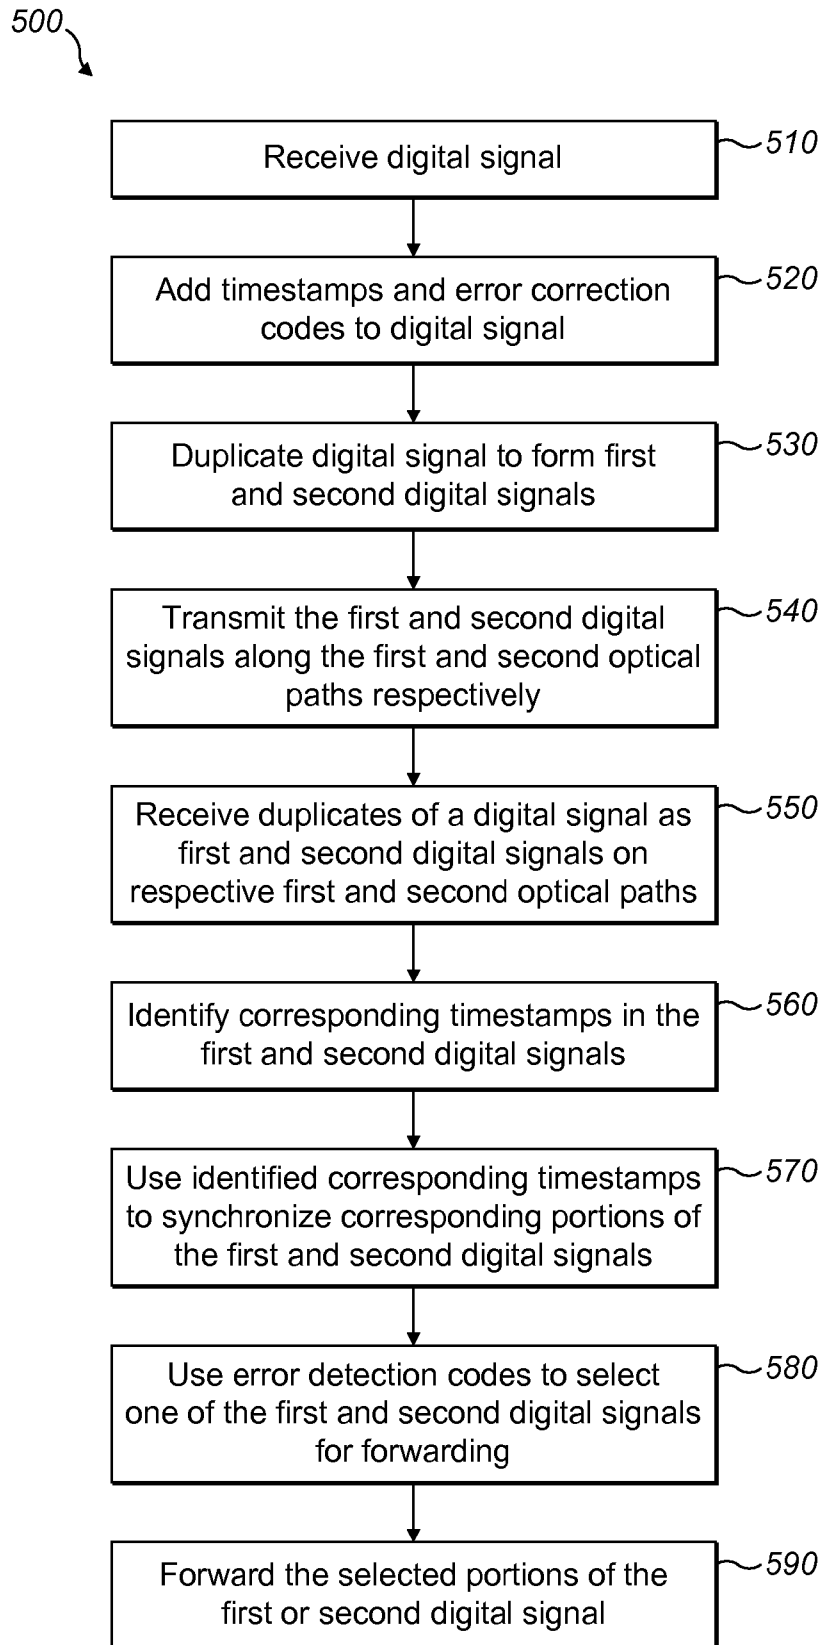 500
Receive digital signal
510
Add timestamps and error correction
codes to digital signal
520
Duplicate digital signal to form first
and second digital signals
530
Transmit the first and second digital
signals along the first and second optical
paths respectively
540
Receive duplicates of a digital signal as
first and second digital signals on
respective first and second optical paths
550
Identify corresponding timestamps in the
first and second digital signals
560
Use identified corresponding timestamps
to synchronize corresponding portions of
the first and second digital signals
570
Use error detection codes to select
one of the first and second digital signals
for forwarding
580
Forward the selected portions of the
first or second digital signal
590